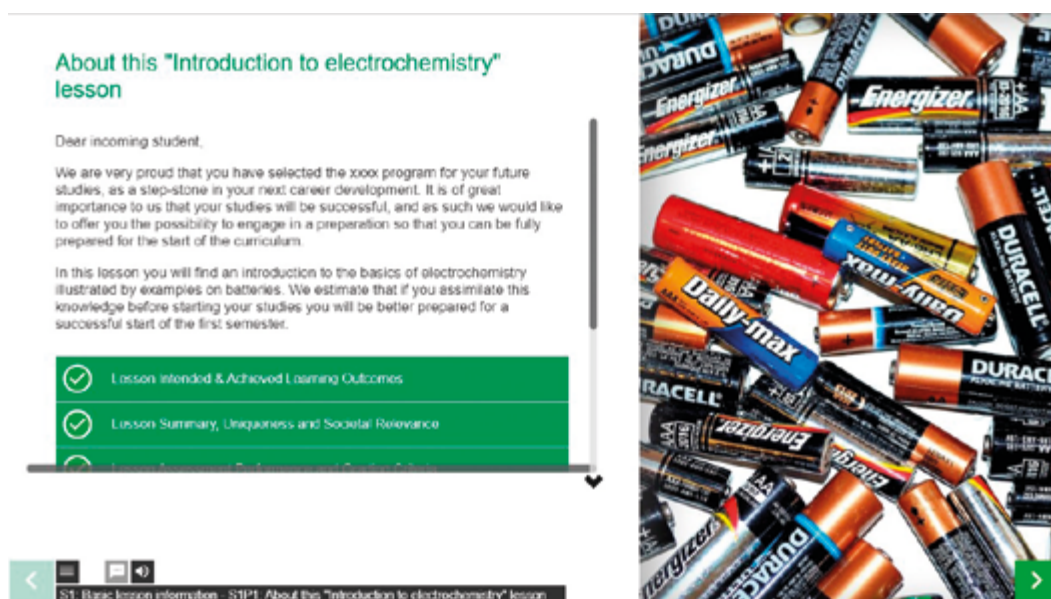 About this "Introduction to electrochemistry"
lesson
Dear incoming student,
We are very proud that you have selected the xxxx program for your future
studies, as a step-stone in your next career development. It is of great
importance to us that your studies will be successful, and as such we would like
to offer you the possibility to engage in a preparation so that you can be fully
prepared for the start of the curriculum.
In this lesson you will find an introduction to the basics of electrochemistry
illustrated by examples on batteries. We estimate that if you assimilate this
knowledge before starting your studies you will be better prepared for a
successful start of the first semester.
Lesson Intended & Achieved Learning Outcomes
Lesson Summary, Uniqueness and Societal Relevance
S1: Basic lesson information - S1P1: About this "Introduction to electrochemistry" lesson
DURACELL
Energizer
Energizer
AA
Energizer
DURACELL
Daily-max
Daily-max
DURACELL
Energizer
AAA
Energizer
AA
Energizer
DURACELL